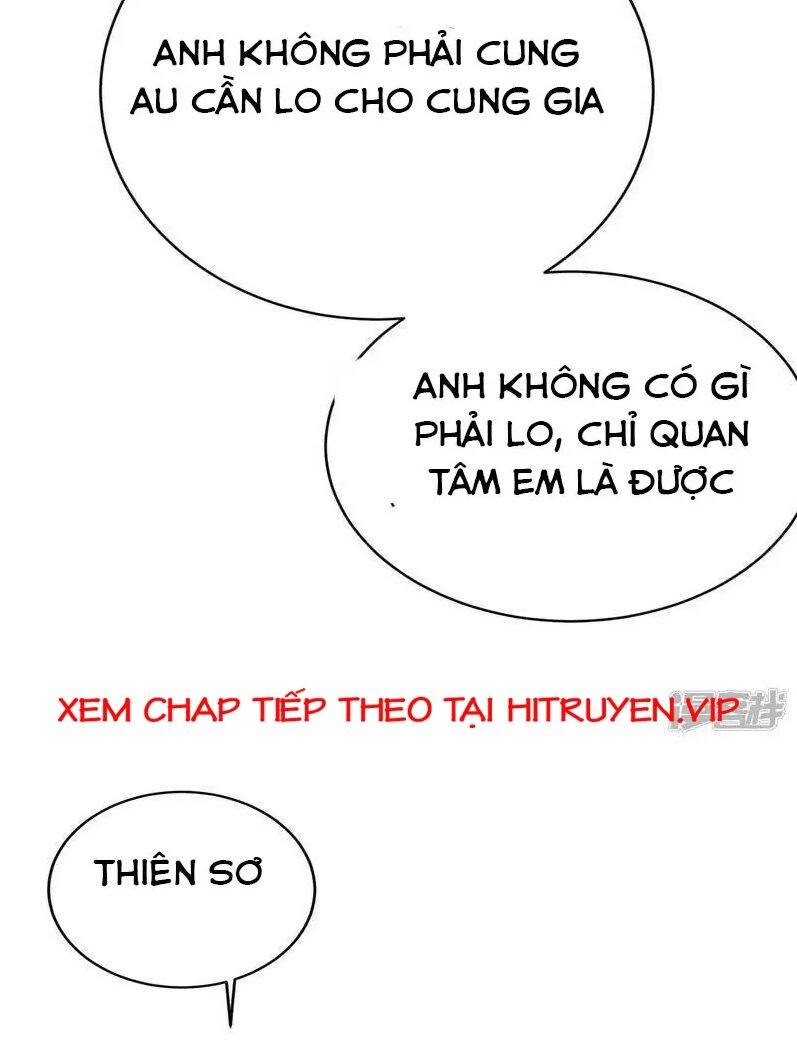 ANH KHÔNG PHẢI CUNG
AU CẦN LO CHO CUNG GIA
ANH KHÔNG CÓ GÌ
PHẢI LO, CHỈ QUAN
TÂM EM LÀ ĐƯỢC
XEM CHAP TIẾP THEO TẠI HITRUYEN.VIP
THIÊN SƠ